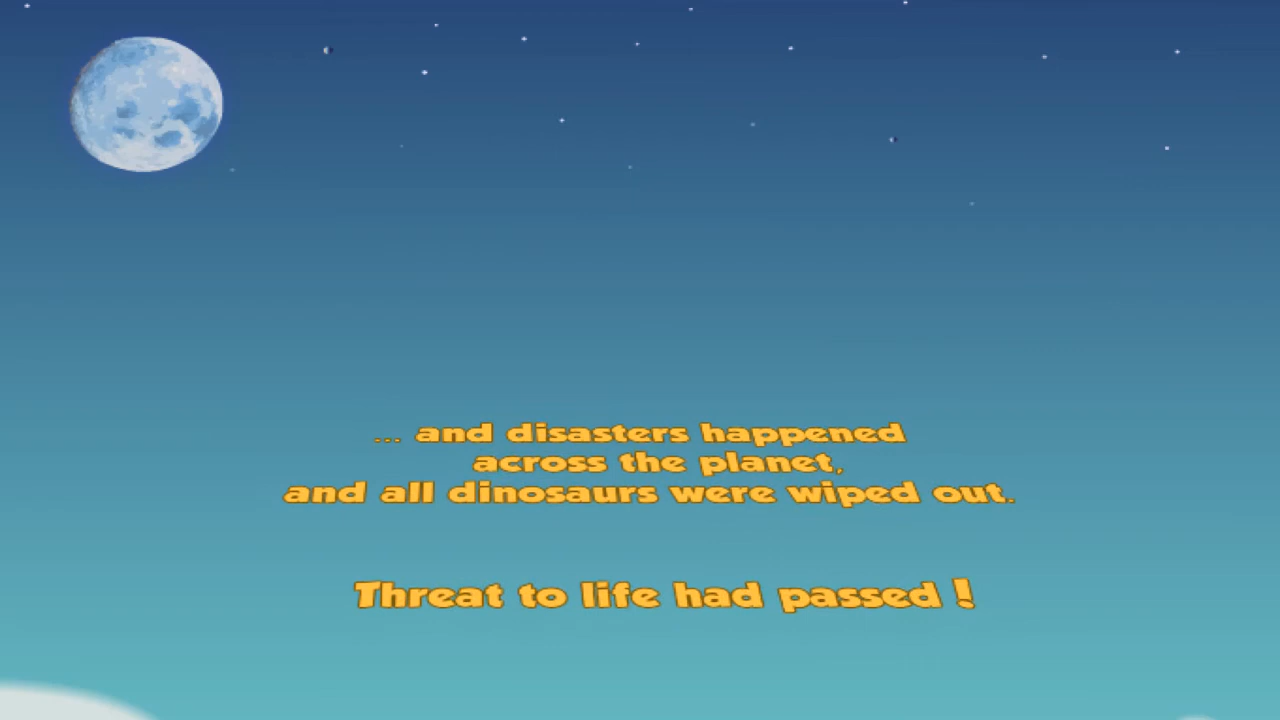 ... and disasters happened
across the planet,
and all dinosaurs were wiped out.
Threat to life had passed !